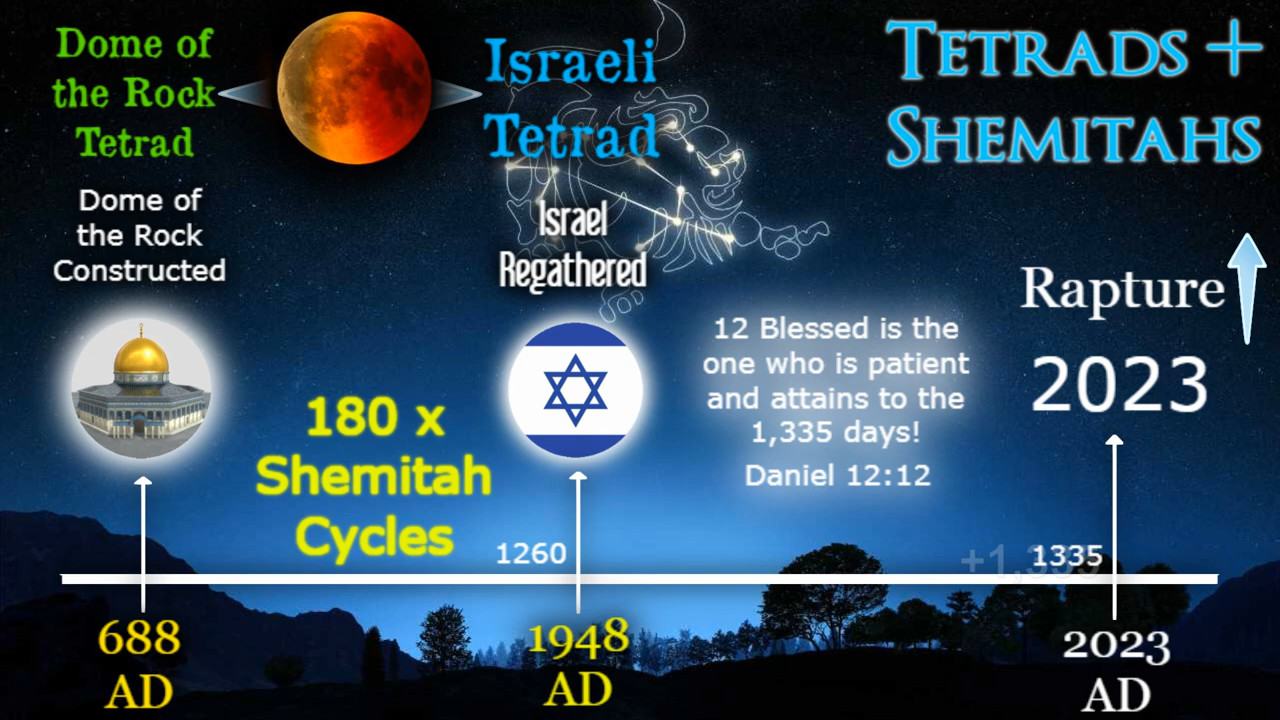 Dome of
the Rock
Tetrad
Israeli
Tetrad
TETRADS +
SHEMITAHS
Dome of
the Rock
Constructed
Israel
Regathered
Rapture
2023
12 Blessed is the
one who is patient
and attains to the
1,335 days!
Daniel 12:12
180 x
Shemitah
Cycles
1260
+1,335
1335
688
AD
1948
AD
2023
AD